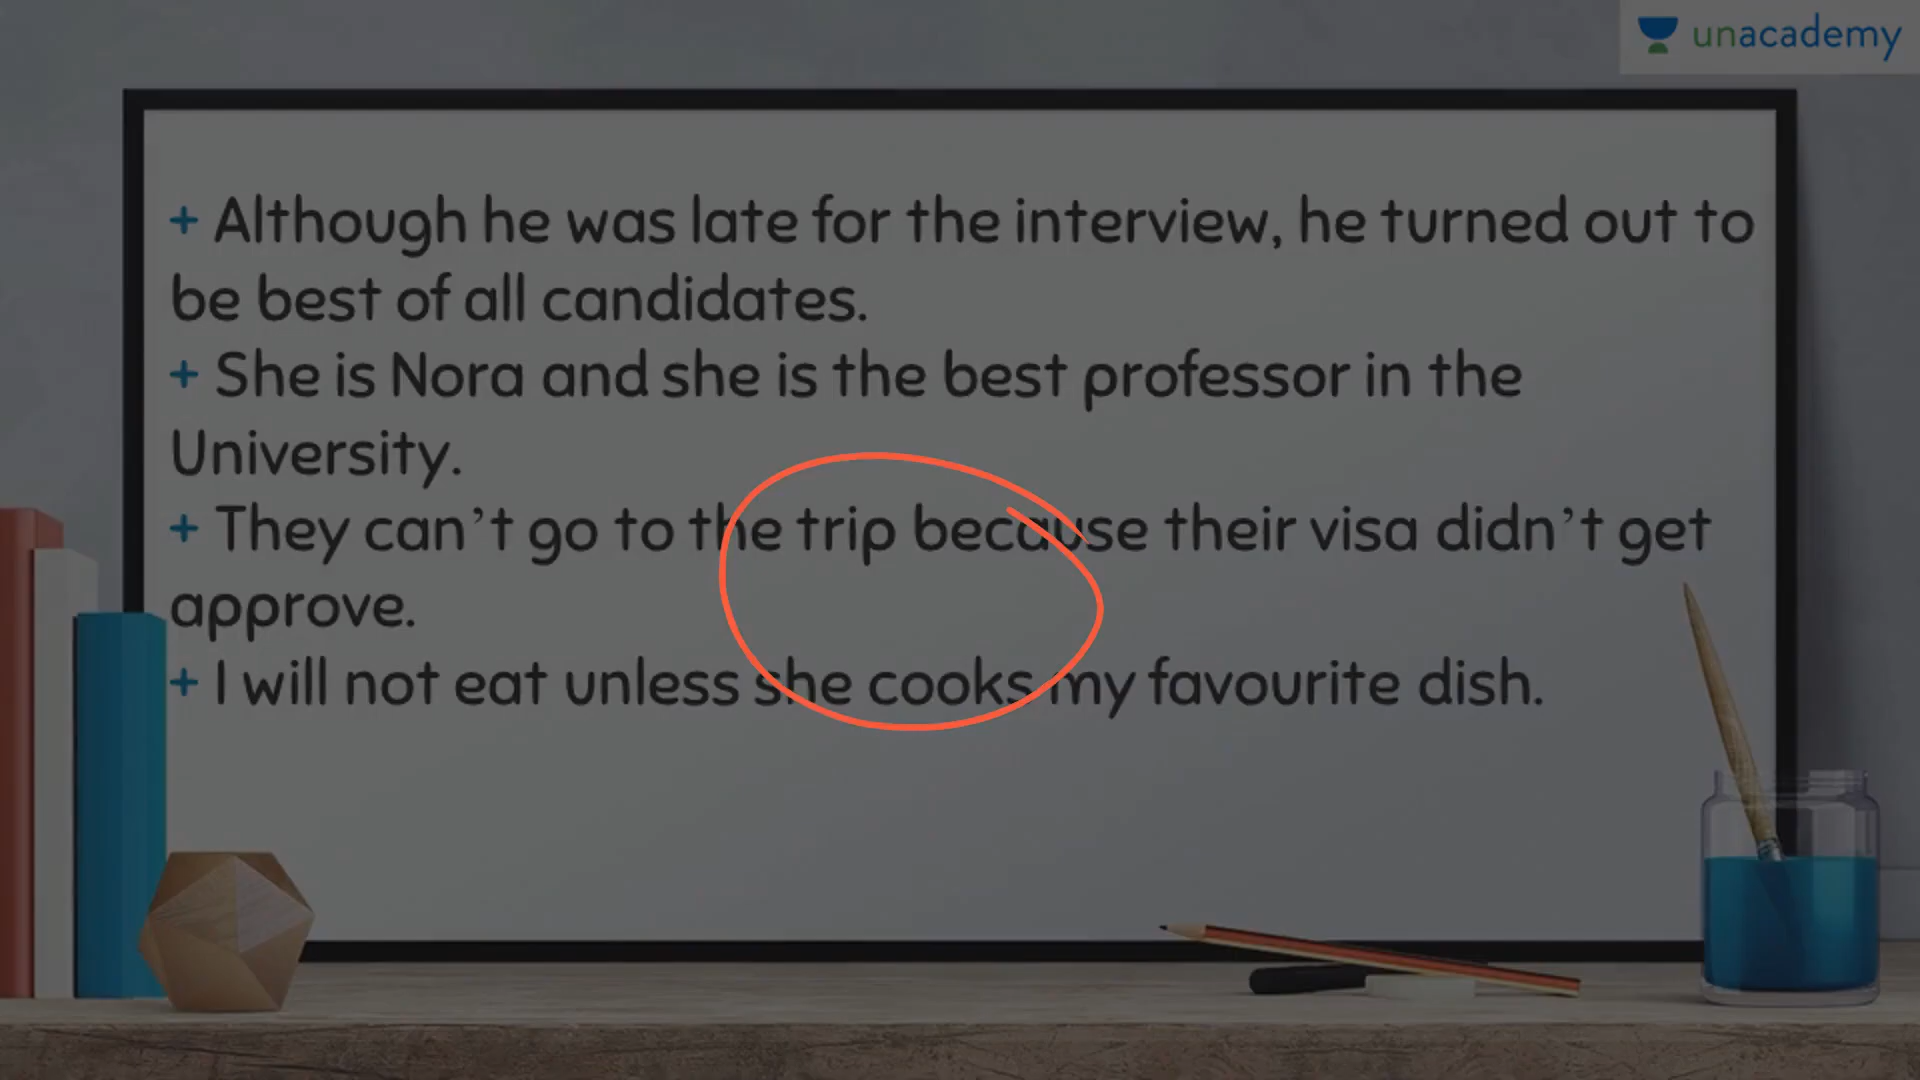 unacademy
+ Although he was late for the interview, he turned out to
be best of all candidates.
+ She is Nora and she is the best professor in the
University.
+ They can’t go to the trip because their visa didn’t get
approve.
+ I will not eat unless she cooks my favourite dish.